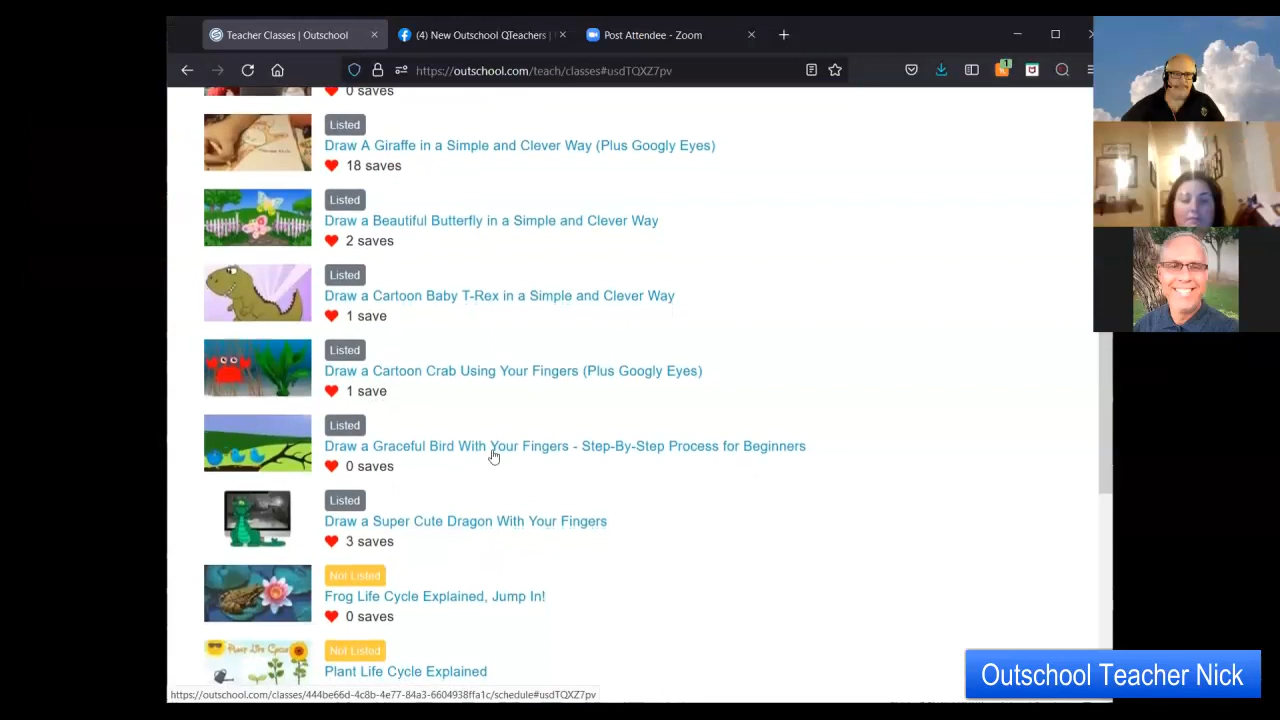 Teacher Classes | Outschool
(4) New Outschool QTeachers |
Post Attendee - Zoom
https://outschool.com/teach/classes#usdTQXZ7pv
1
0 saves
Listed
Draw A Giraffe in a Simple and Clever Way (Plus Googly Eyes)
18 saves
Listed
Draw a Beautiful Butterfly in a Simple and Clever Way
2 saves
Listed
Draw a Cartoon Baby T-Rex in a Simple and Clever Way
1 save
Listed
Draw a Cartoon Crab Using Your Fingers (Plus Googly Eyes)
1 save
Listed
Draw a Graceful Bird With Your Fingers - Step-By-Step Process for Beginners
0 saves
Listed
Draw a Super Cute Dragon With Your Fingers
3 saves
Not Listed
Frog Life Cycle Explained, Jump In!
0 saves
Not Listed
Plant Life Cycle
Plant Life Cycle Explained
https://outschool.com/classes/444be66d-4c8b-4e77-84a3-6604938ffa1c/schedule#usdTQXZ7pv
Outschool Teacher Nick